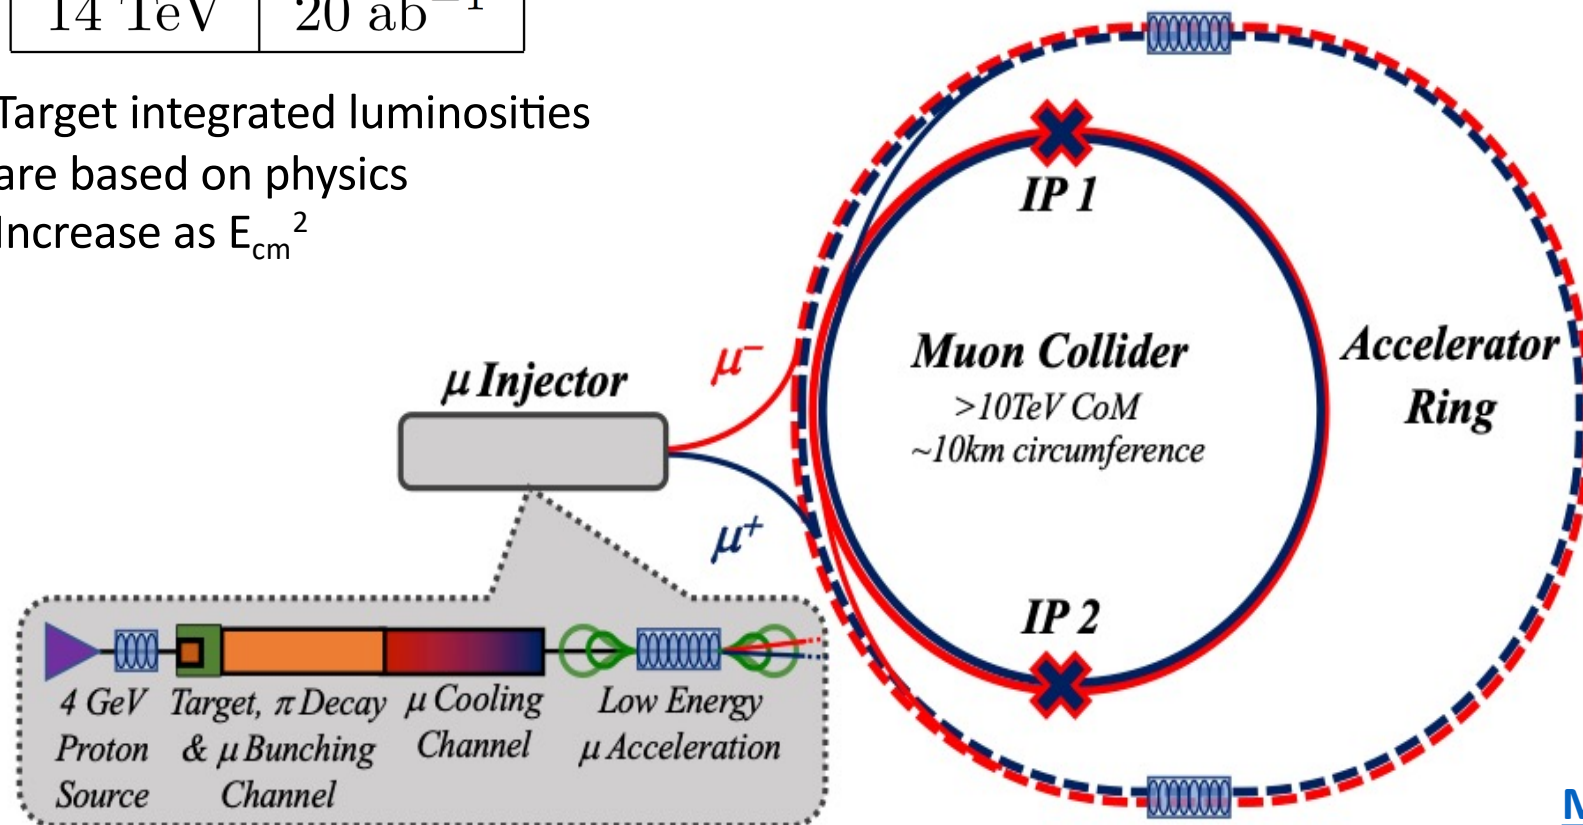 14 TeV 20 ab⁻¹
Target integrated luminosities
are based on physics
Increase as E_cm²
IP 1
Muon Collider
>10TeV CoM
~10km circumference
Accelerator
Ring
μ Injector
μ⁻
μ⁺
IP 2
4 GeV
Proton
Source
Target, π Decay
& μ Bunching
Channel
μ Cooling
Channel
Low Energy
μ Acceleration